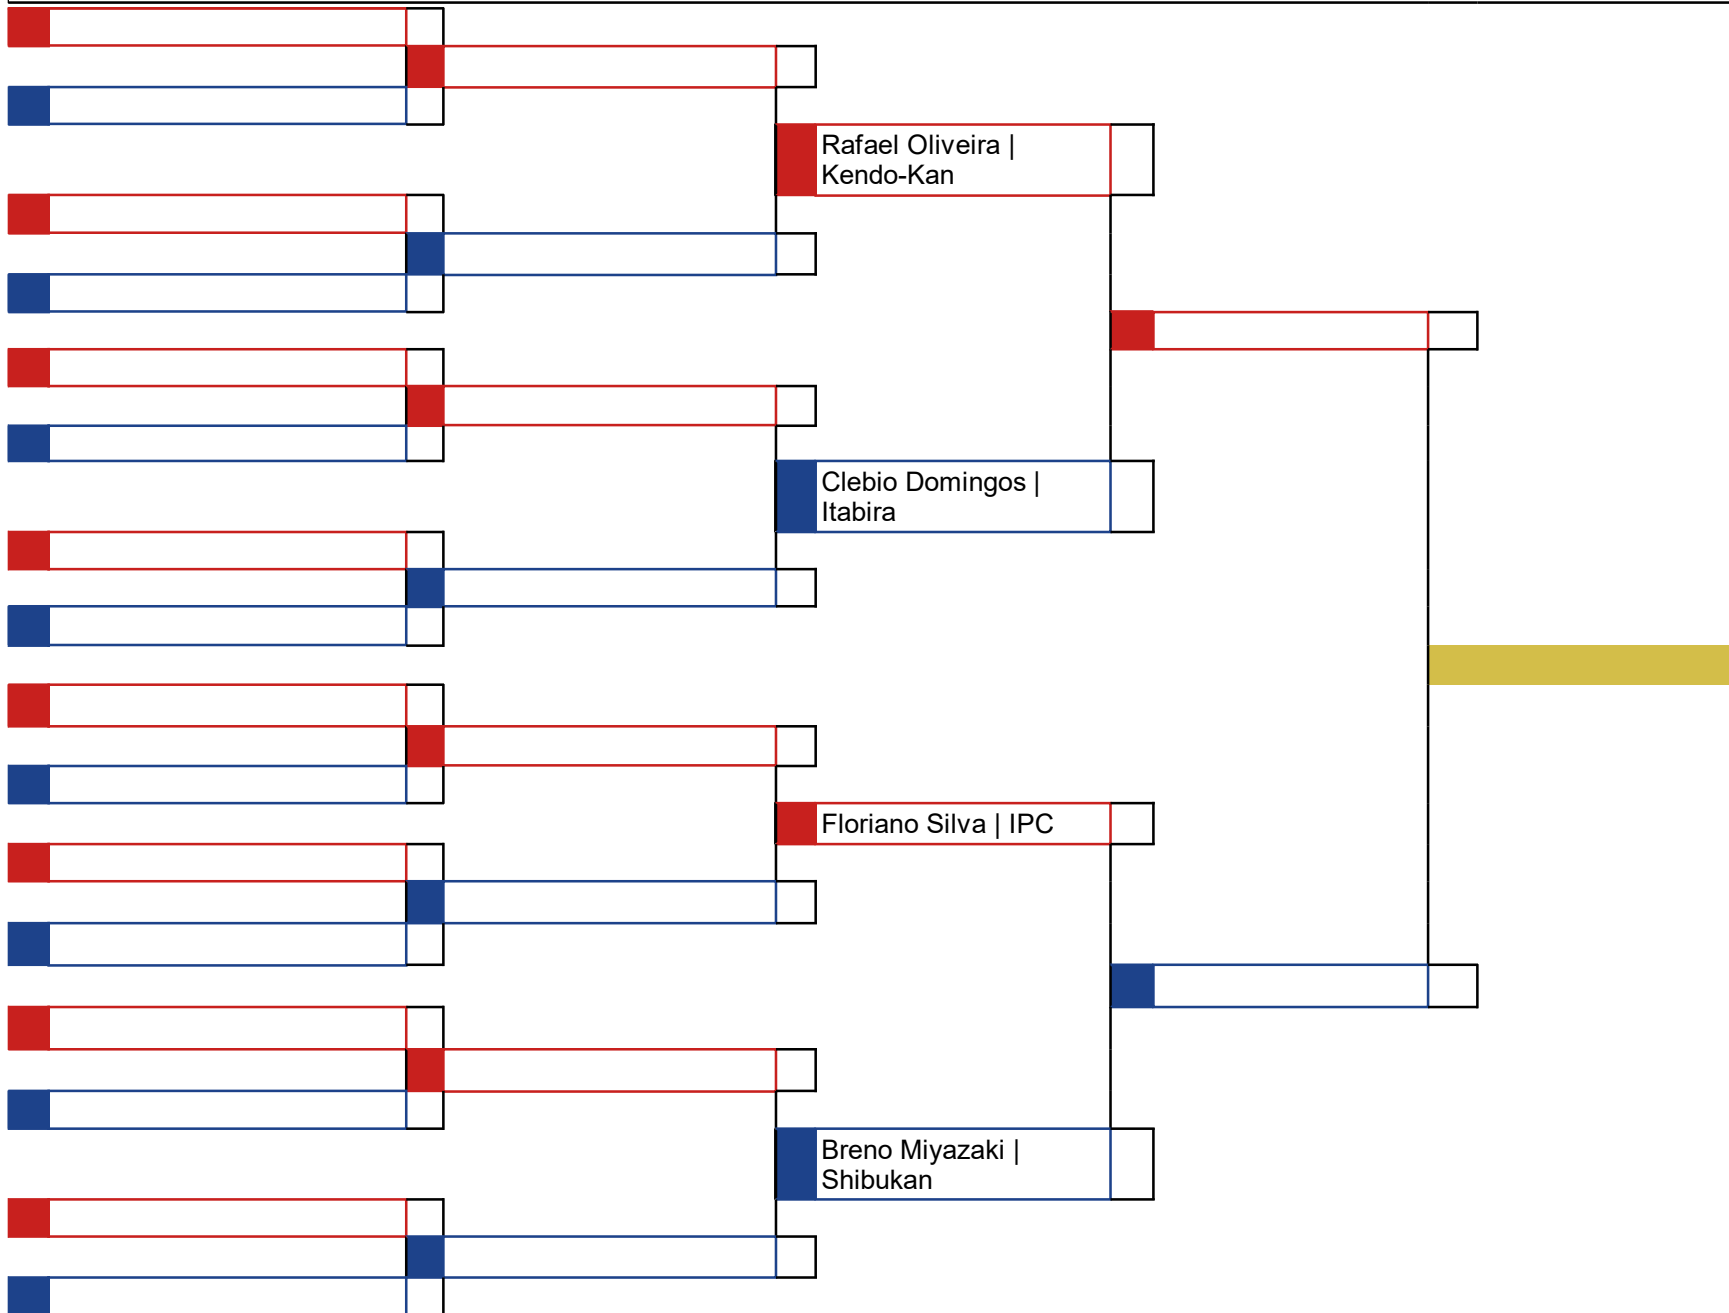 Rafael Oliveira |
Kendo-Kan
Clebio Domingos |
Itabira
Floriano Silva | IPC
Breno Miyazaki |
Shibukan